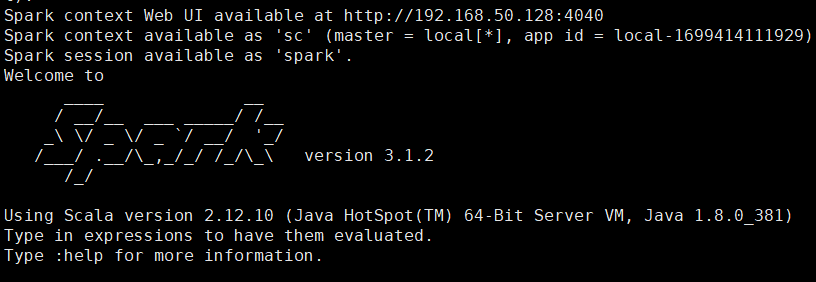 Spark context Web UI available at http://192.168.50.128:4040
Spark context available as 'sc' (master = local[*], app id = local-1699414111929)
Spark session available as 'spark'.
Welcome to
      ____              __
     / __/__  ___ _____/ /__
    _\ \/ _ \/ _ `/ __/  '_/
   /___/ .__/\_,_/_/ /_/\_\   version 3.1.2
      /_/
Using Scala version 2.12.10 (Java HotSpot(TM) 64-Bit Server VM, Java 1.8.0_381)
Type in expressions to have them evaluated.
Type :help for more information.